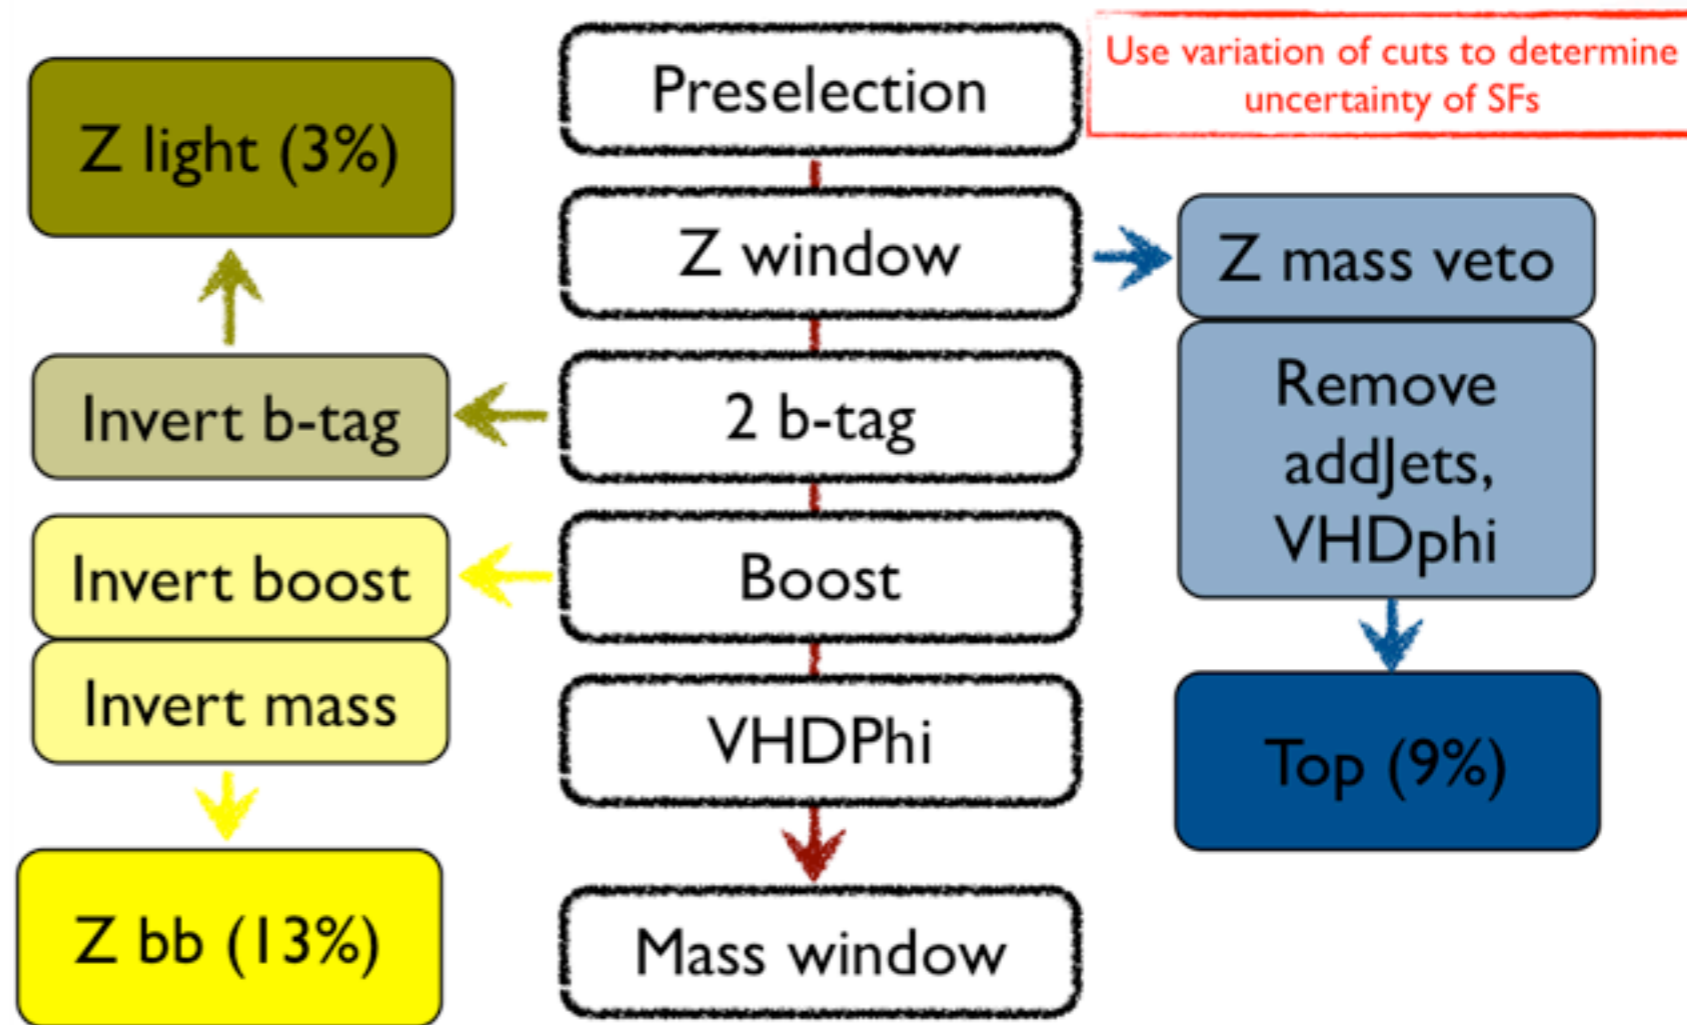 Preselection
Use variation of cuts to determine
uncertainty of SFs
Z light (3%)
Z window
Z mass veto
Invert b-tag
2 b-tag
Remove
addJets,
VHDphi
Invert boost
Boost
Invert mass
VHDPhi
Top (9%)
Z bb (13%)
Mass window